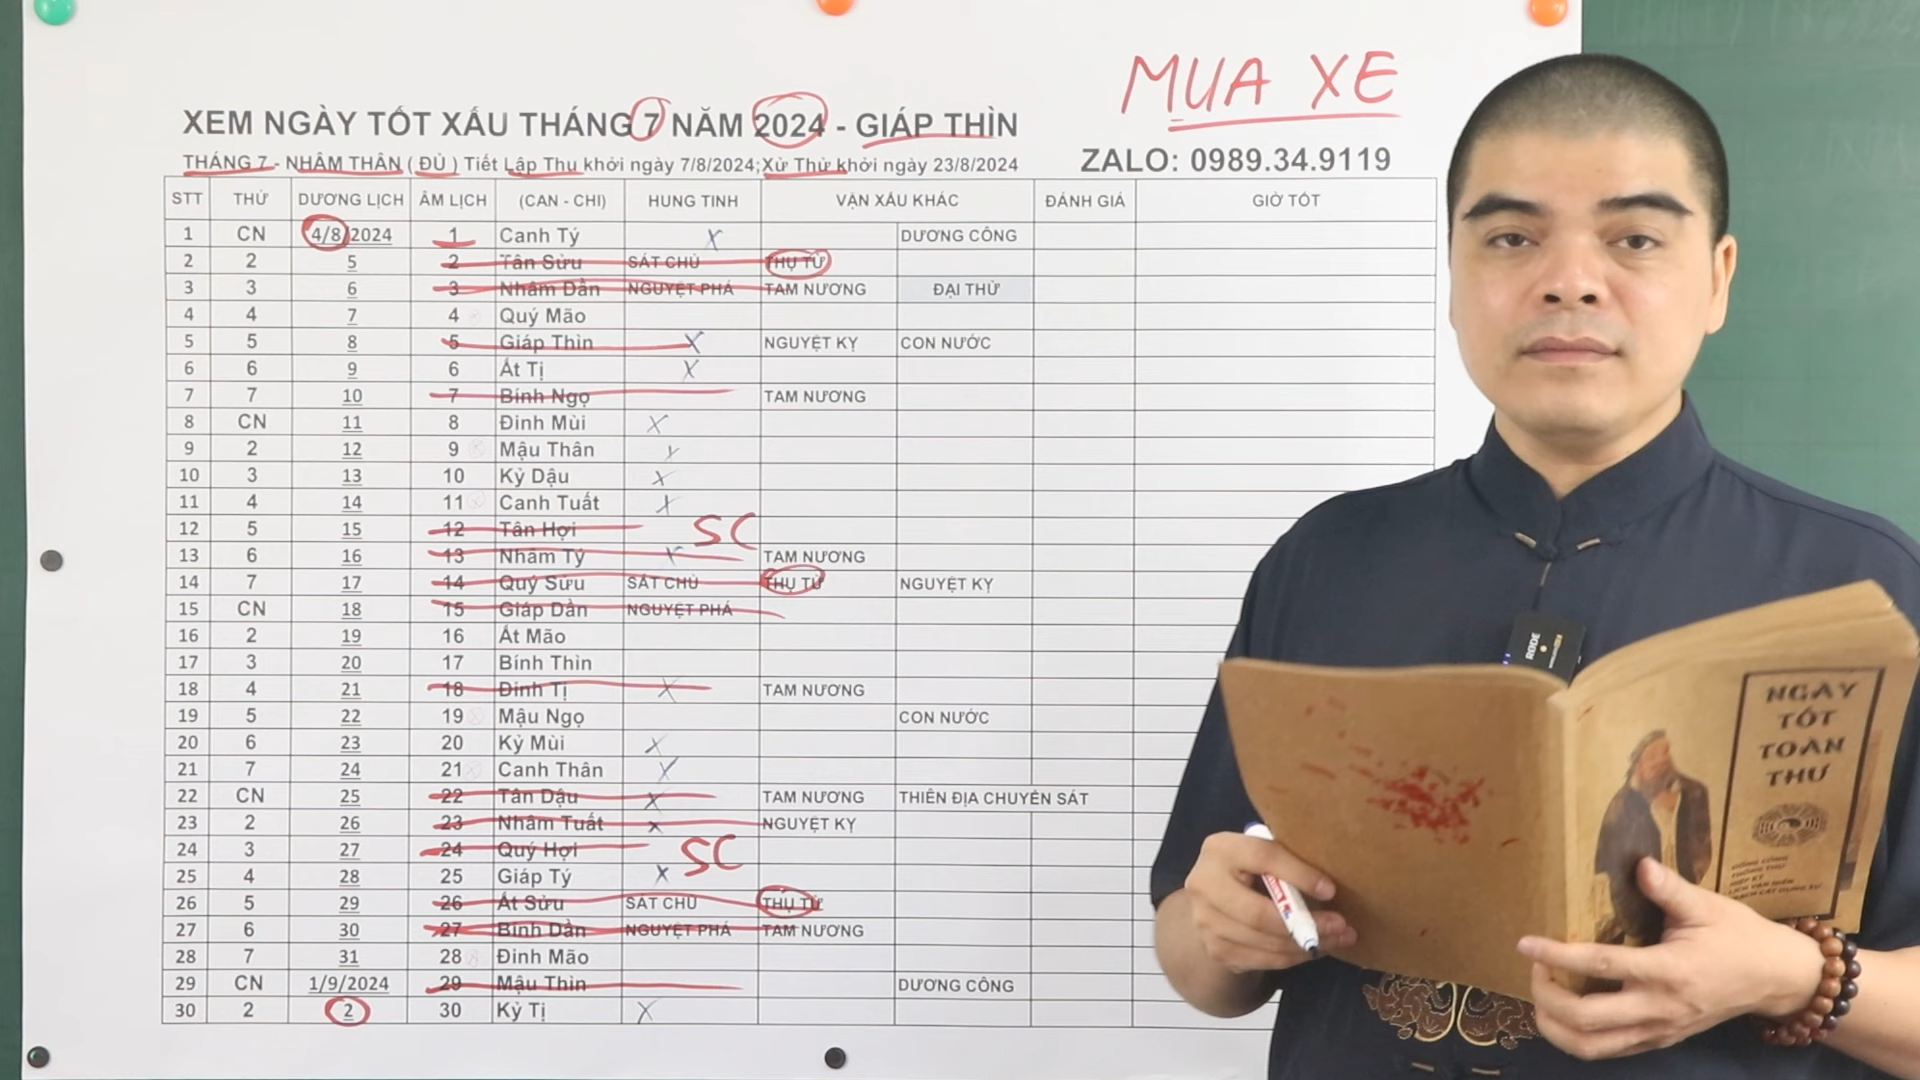 MUA XE
XEM NGÀY TỐT XẤU THÁNG 7 NĂM 2024 - GIÁP THÌN
THÁNG 7 - NHÂM THÂN ( ĐỦ ) Tiết Lập Thu khởi ngày 7/8/2024; Xử Thử khởi ngày 23/8/2024
ZALO: 0989.34.9119
STT THỨ DƯƠNG LỊCH ÂM LỊCH (CAN - CHI) HUNG TINH VẬN XẤU KHÁC ĐÁNH GIÁ GIỜ TỐT
1 CN 4/8/2024 1 Canh Tý X DƯƠNG CÔNG
2 2 5 2 Tân Sửu SÁT CHỦ THỤ TỬ
3 3 6 3 Nhâm Dần NGUYỆT PHÁ TAM NƯƠNG ĐẠI THỬ
4 4 7 4 Quý Mão
5 5 8 5 Giáp Thìn X NGUYỆT KỴ CON NƯỚC
6 6 9 6 Ất Tị X
7 7 10 7 Bính Ngọ TAM NƯƠNG
8 CN 11 8 Đinh Mùi X
9 2 12 9 Mậu Thân X
10 3 13 10 Kỷ Dậu X
11 4 14 11 Canh Tuất X
12 5 15 12 Tân Hợi SC
13 6 16 13 Nhâm Tý X TAM NƯƠNG
14 7 17 14 Quý Sửu SÁT CHỦ THỤ TỬ NGUYỆT KỴ
15 CN 18 15 Giáp Dần NGUYỆT PHÁ
16 2 19 16 Ất Mão
17 3 20 17 Bính Thìn
18 4 21 18 Đinh Tị X TAM NƯƠNG
19 5 22 19 Mậu Ngọ CON NƯỚC
20 6 23 20 Kỷ Mùi X
21 7 24 21 Canh Thân X
22 CN 25 22 Tân Dậu X TAM NƯƠNG THIÊN ĐỊA CHUYÊN SÁT
23 2 26 23 Nhâm Tuất X NGUYỆT KỴ
24 3 27 24 Quý Hợi SC
25 4 28 25 Giáp Tý X
26 5 29 26 Ất Sửu SÁT CHỦ THỤ TỬ
27 6 30 27 Bính Dần NGUYỆT PHÁ TAM NƯƠNG
28 7 31 28 Đinh Mão
29 CN 1/9/2024 29 Mậu Thìn DƯƠNG CÔNG
30 2 2 30 Kỷ Tị X
RØDE
NGÀY
TỐT
TOÀN
THƯ